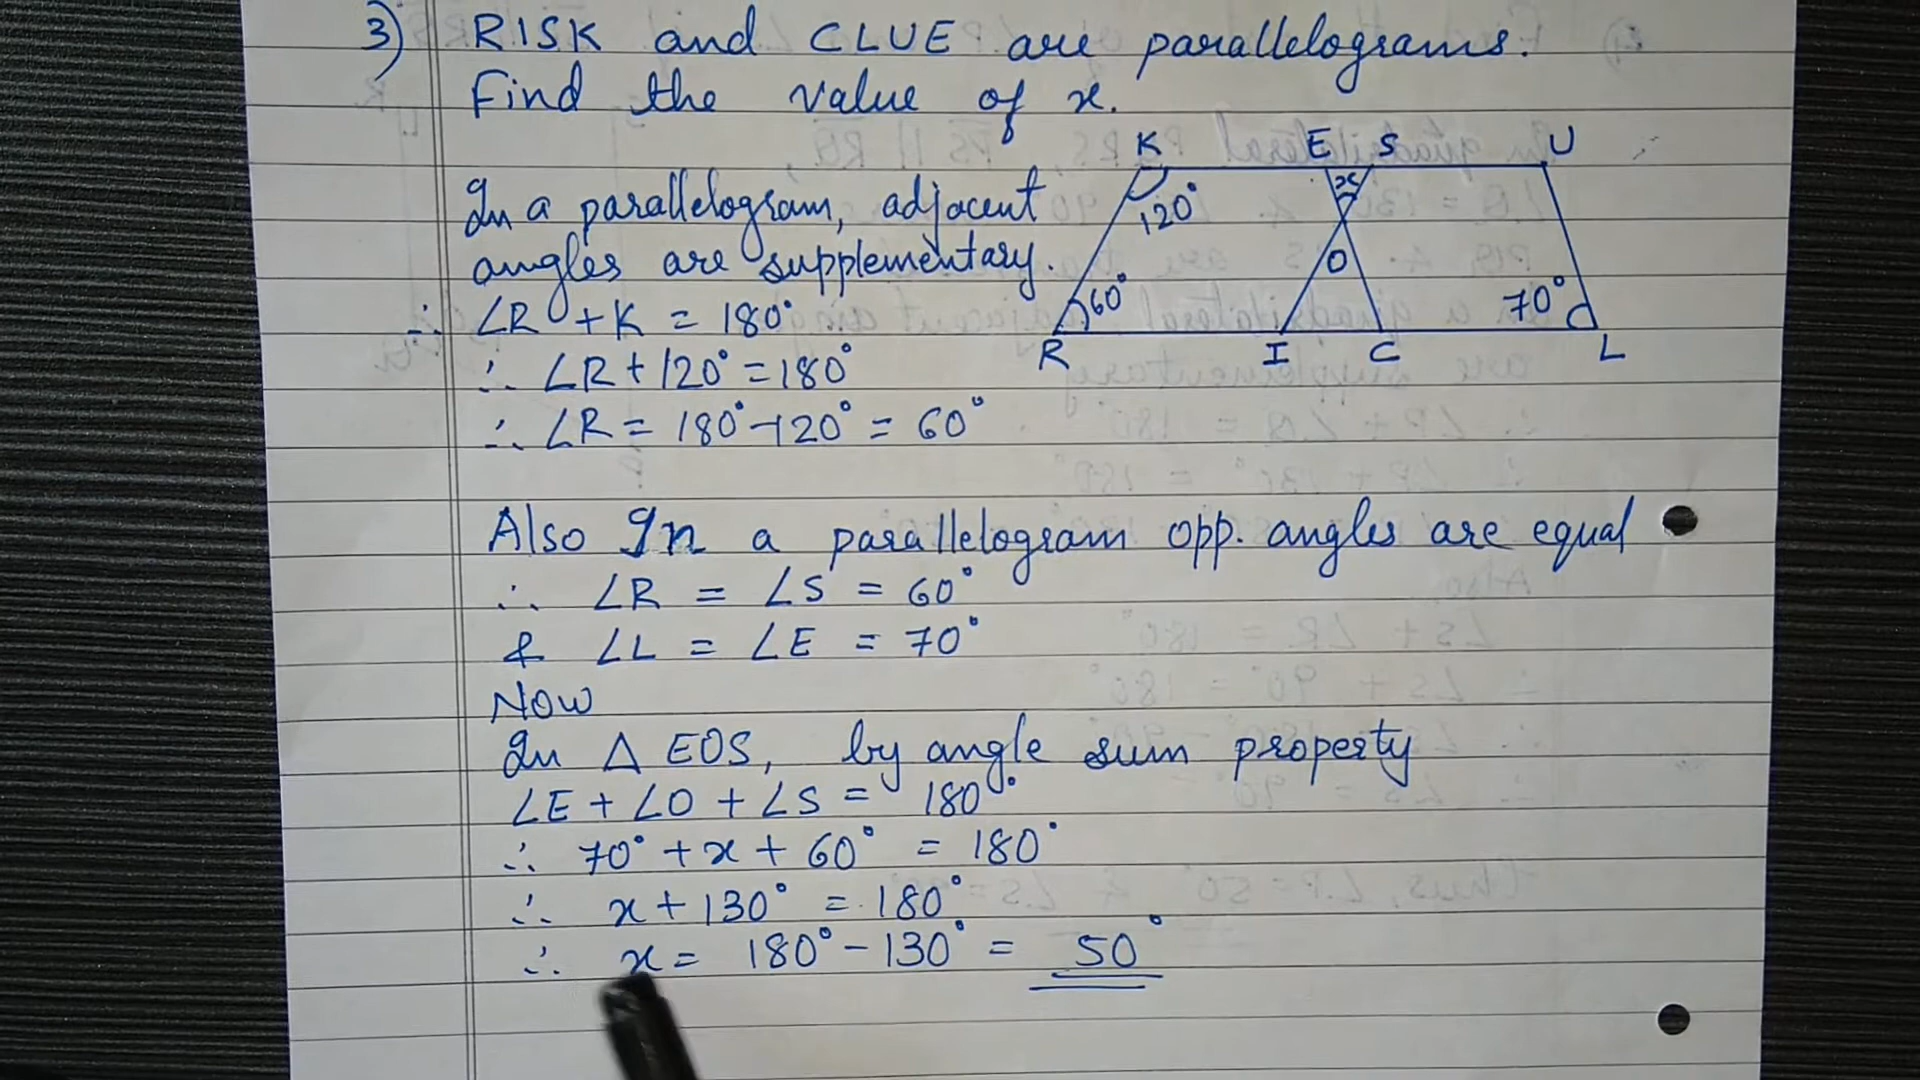 3) RISK and CLUE are parallelograms.
Find the value of x.
K E S U
x
120°
O
60°
70°
R I C L
In a parallelogram, adjacent
angles are supplementary.
∴ ∠R + K = 180°
∴ ∠R + 120° = 180°
∴ ∠R = 180° - 120° = 60°
Also In a parallelogram opp. angles are equal
∴ ∠R = ∠S = 60°
& ∠L = ∠E = 70°
Now
In △ EOS, by angle sum property
∠E + ∠O + ∠S = 180°
∴ 70° + x + 60° = 180°
∴ x + 130° = 180°
∴ x = 180° - 130° = 50°